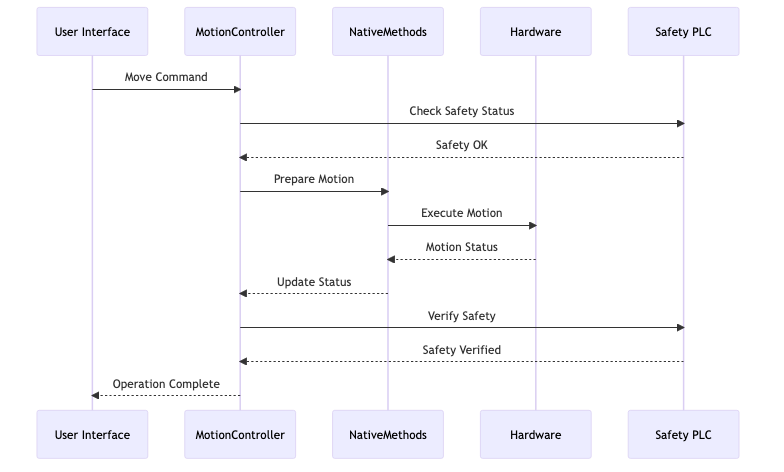 User Interface
MotionController
NativeMethods
Hardware
Safety PLC
Move Command
Check Safety Status
Safety OK
Prepare Motion
Execute Motion
Motion Status
Update Status
Verify Safety
Safety Verified
Operation Complete
User Interface
MotionController
NativeMethods
Hardware
Safety PLC